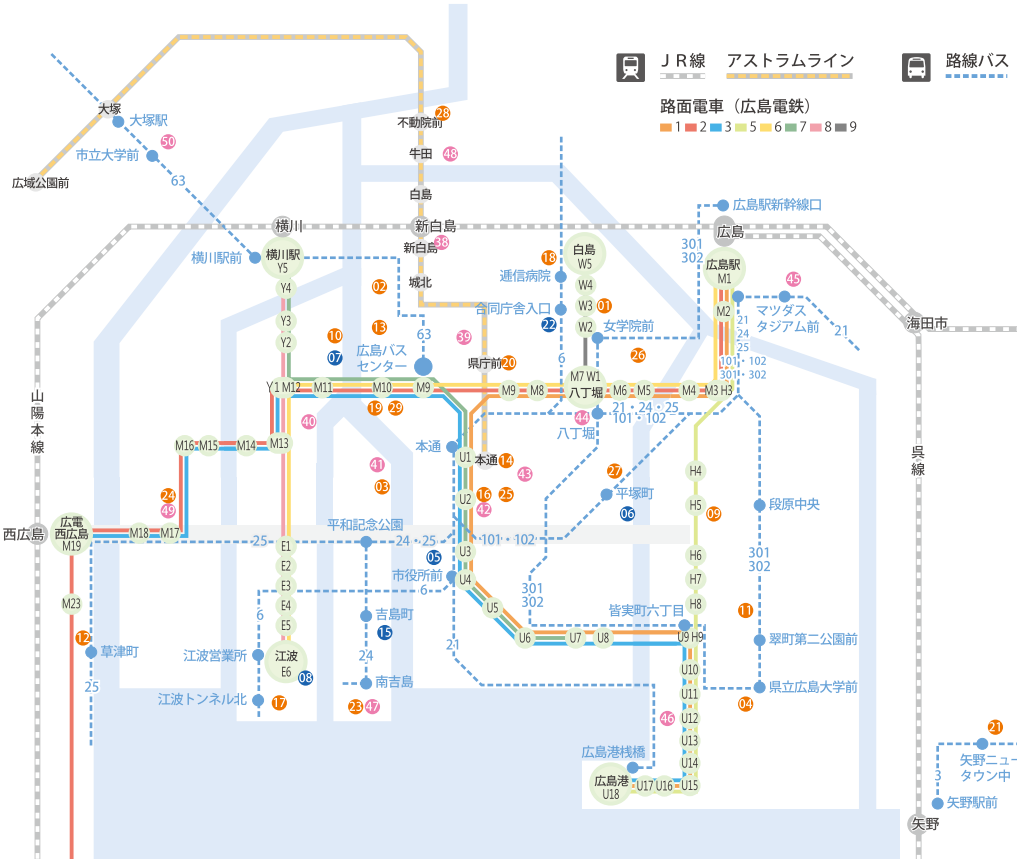 ＪＲ線
アストラムライン
路線バス
路面電車（広島電鉄）
1 2 3 5 6 7 8 9
大塚
大塚駅
市立大学前
50
広域公園前
63
不動院前
28
牛田
48
白島
横川
新白島
新白島
38
横川駅前
横川駅
Y5
城北
Y4
Y3
Y2
02
13
10
07
広島バス
センター
63
39
県庁前
20
18
逓信病院
白島
W5
W4
W3
01
W2
合同庁舎入口
22
女学院前
6
26
301
302
広島駅新幹線口
広島
広島駅
M1
M2
45
マツダス
タジアム前
21
21
24
25
101・102
301・302
海田市
山陽本線
呉線
Y1 M12
M11
M10
M9
M9
M8
M7 W1
八丁堀
M6
M5
M4
M3 H3
19
29
40
44
八丁堀
21・24・25
101・102
M16
M15
M14
M13
本通
U1
本通
14
43
41
03
U2
16
25
42
27
平塚町
06
H4
H5
09
段原中央
24
49
西広島
広電
西広島
M19
M18
M17
平和記念公園
25
24・25
101・102
05
U3
市役所前
U4
6
E1
E2
E3
E4
E5
江波
E6
08
M23
12
草津町
25
6
江波営業所
江波トンネル北
17
吉島町
15
24
南吉島
23
47
21
U5
U6
U7
U8
301
302
皆実町六丁目
U9 H9
H6
H7
H8
11
301
302
翠町第二公園前
県立広島大学前
04
U10
U11
U12
U13
U14
U15
U16
U17
46
広島港桟橋
広島港
U18
21
矢野ニュー
タウン中
3
矢野駅前
矢野